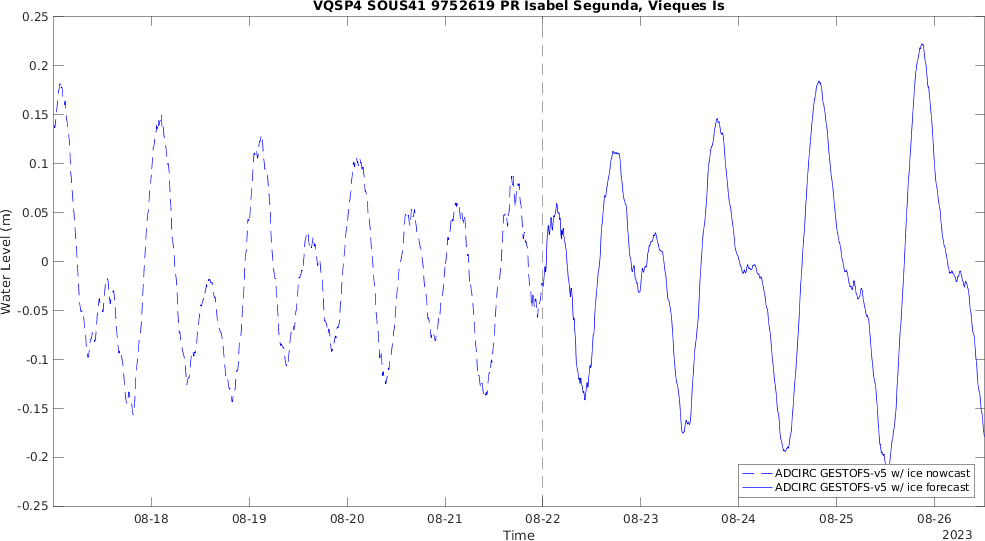 VQSP4 SOUS41 9752619 PR Isabel Segunda, Vieques Is
0.25
0.2
0.15
0.1
0.05
0
-0.05
-0.1
-0.15
-0.2
-0.25
Water Level (m)
ADCIRC GESTOFS-v5 w/ ice nowcast
ADCIRC GESTOFS-v5 w/ ice forecast
08-18 08-19 08-20 08-21 08-22 08-23 08-24 08-25 08-26
Time
2023